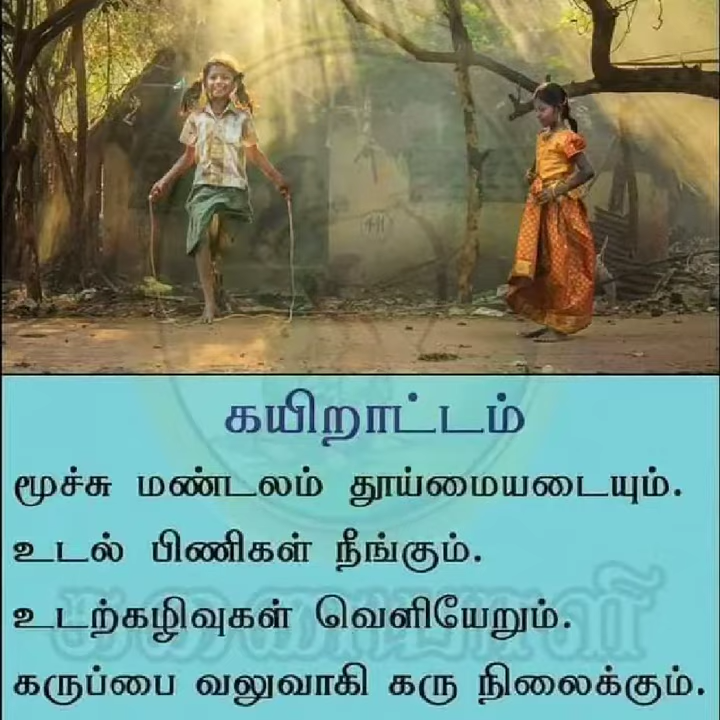 கயிறாட்டம்
மூச்சு மண்டலம் தூய்மையடையும்.
உடல் பிணிகள் நீங்கும்.
உடற்கழிவுகள் வெளியேறும்.
கருப்பை வலுவாகி கரு நிலைக்கும்.